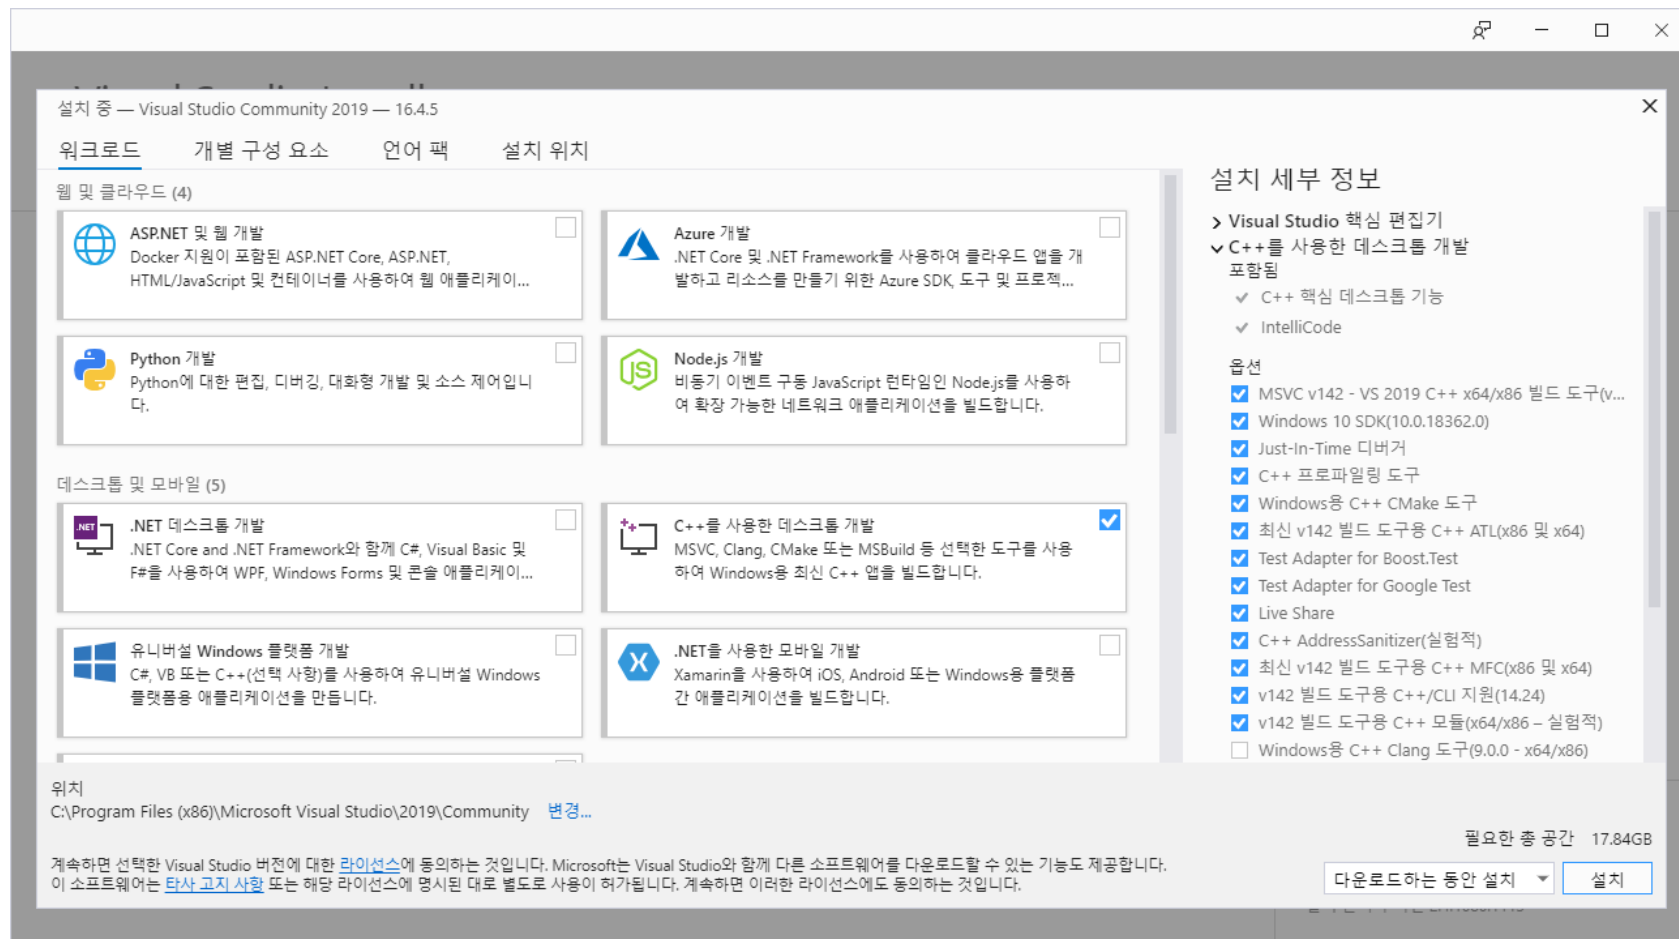 설치 중 — Visual Studio Community 2019 — 16.4.5
워크로드 개별 구성 요소 언어 팩 설치 위치
웹 및 클라우드 (4)
ASP.NET 및 웹 개발
Docker 지원이 포함된 ASP.NET Core, ASP.NET,
HTML/JavaScript 및 컨테이너를 사용하여 웹 애플리케이...
Azure 개발
.NET Core 및 .NET Framework를 사용하여 클라우드 앱을 개
발하고 리소스를 만들기 위한 Azure SDK, 도구 및 프로젝...
Python 개발
Python에 대한 편집, 디버깅, 대화형 개발 및 소스 제어입니
다.
Node.js 개발
비동기 이벤트 구동 JavaScript 런타임인 Node.js를 사용하
여 확장 가능한 네트워크 애플리케이션을 빌드합니다.
데스크톱 및 모바일 (5)
.NET 데스크톱 개발
.NET Core and .NET Framework와 함께 C#, Visual Basic 및
F#을 사용하여 WPF, Windows Forms 및 콘솔 애플리케이...
C++를 사용한 데스크톱 개발
MSVC, Clang, CMake 또는 MSBuild 등 선택한 도구를 사용
하여 Windows용 최신 C++ 앱을 빌드합니다.
유니버설 Windows 플랫폼 개발
C#, VB 또는 C++(선택 사항)를 사용하여 유니버설 Windows
플랫폼용 애플리케이션을 만듭니다.
.NET을 사용한 모바일 개발
Xamarin을 사용하여 iOS, Android 또는 Windows용 플랫폼
간 애플리케이션을 빌드합니다.
설치 세부 정보
Visual Studio 핵심 편집기
C++를 사용한 데스크톱 개발
포함됨
C++ 핵심 데스크톱 기능
IntelliCode
옵션
MSVC v142 - VS 2019 C++ x64/x86 빌드 도구(v...
Windows 10 SDK(10.0.18362.0)
Just-In-Time 디버거
C++ 프로파일링 도구
Windows용 C++ CMake 도구
최신 v142 빌드 도구용 C++ ATL(x86 및 x64)
Test Adapter for Boost.Test
Test Adapter for Google Test
Live Share
C++ AddressSanitizer(실험적)
최신 v142 빌드 도구용 C++ MFC(x86 및 x64)
v142 빌드 도구용 C++/CLI 지원(14.24)
v142 빌드 도구용 C++ 모듈(x64/x86 – 실험적)
Windows용 C++ Clang 도구(9.0.0 - x64/x86)
위치
C:\Program Files (x86)\Microsoft Visual Studio\2019\Community 변경...
필요한 총 공간 17.84GB
계속하면 선택한 Visual Studio 버전에 대한 라이선스에 동의하는 것입니다. Microsoft는 Visual Studio와 함께 다른 소프트웨어를 다운로드할 수 있는 기능도 제공합니다.
이 소프트웨어는 타사 고지 사항 또는 해당 라이선스에 명시된 대로 별도로 사용이 허가됩니다. 계속하면 이러한 라이선스에도 동의하는 것입니다.
다운로드하는 동안 설치 설치